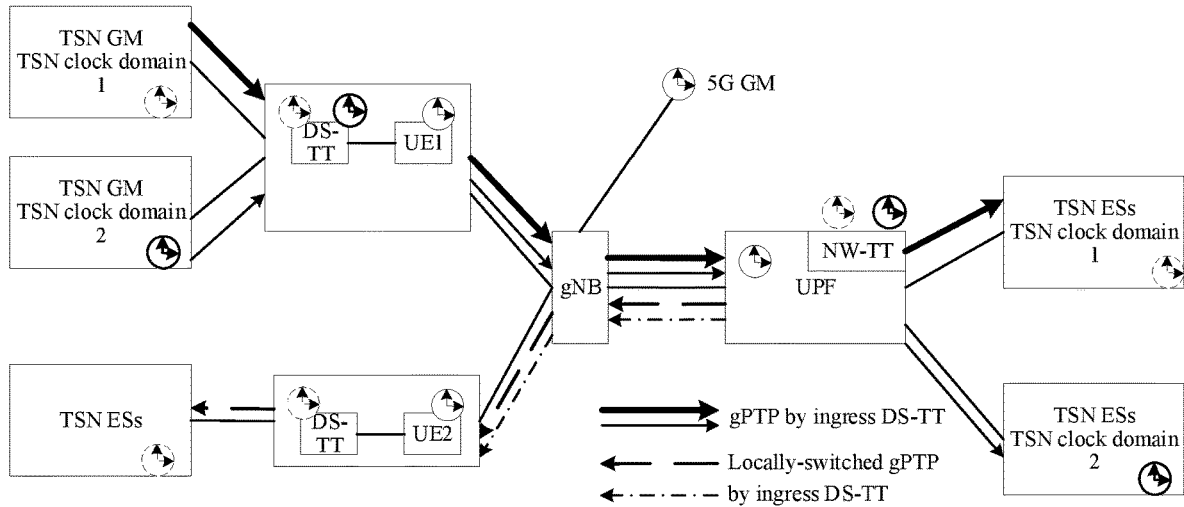 TSN GM
TSN clock domain
1
DS-
TT
UE1
5G GM
TSN GM
TSN clock domain
2
gNB
NW-TT
UPF
TSN ESs
TSN clock domain
1
TSN ESs
DS-
TT
UE2
gPTP by ingress DS-TT
Locally-switched gPTP
by ingress DS-TT
TSN ESs
TSN clock domain
2